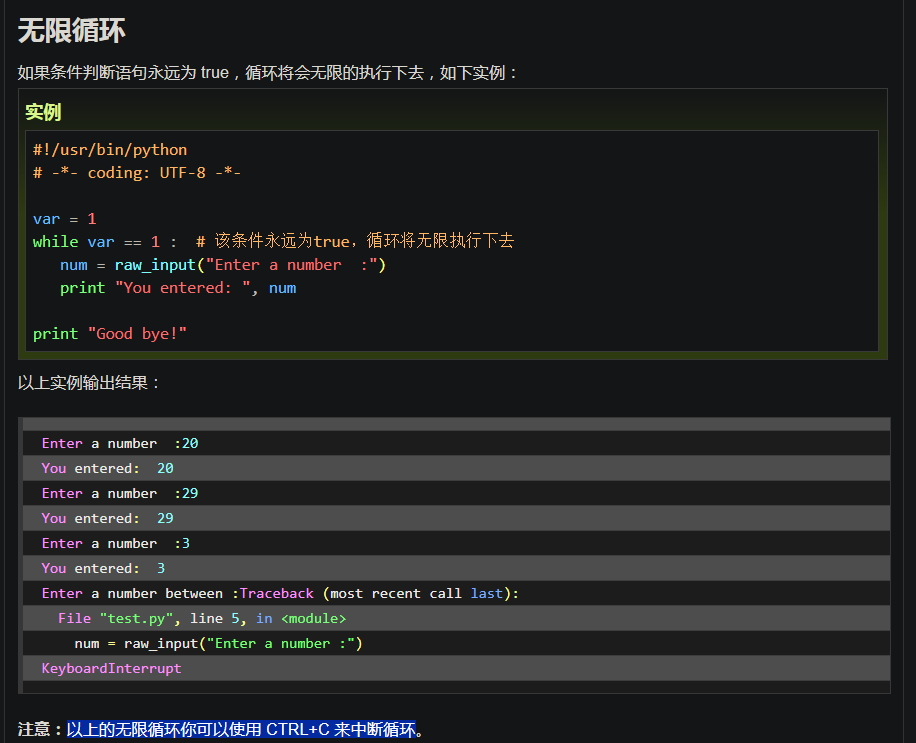 无限循环
如果条件判断语句永远为 true，循环将会无限的执行下去，如下实例：
实例
#!/usr/bin/python
# -*- coding: UTF-8 -*-
var = 1
while var == 1 :  # 该条件永远为true，循环将无限执行下去
   num = raw_input("Enter a number  :")
   print "You entered: ", num
print "Good bye!"
以上实例输出结果：
Enter a number  :20
You entered:  20
Enter a number  :29
You entered:  29
Enter a number  :3
You entered:  3
Enter a number between :Traceback (most recent call last):
  File "test.py", line 5, in <module>
    num = raw_input("Enter a number :")
KeyboardInterrupt
注意：以上的无限循环你可以使用 CTRL+C 来中断循环。